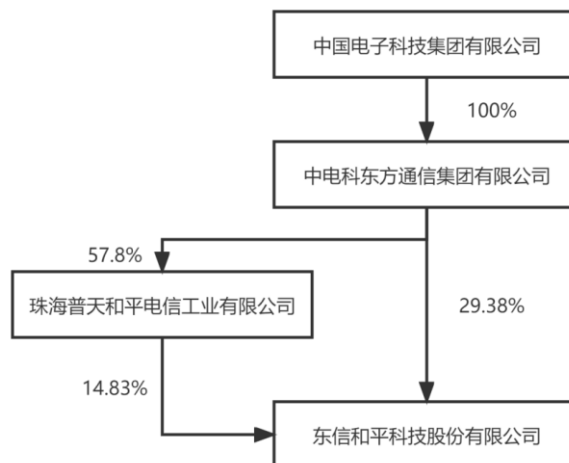 中国电子科技集团有限公司
100%
中电科东方通信集团有限公司
57.8%
珠海普天和平电信工业有限公司
29.38%
14.83%
东信和平科技股份有限公司